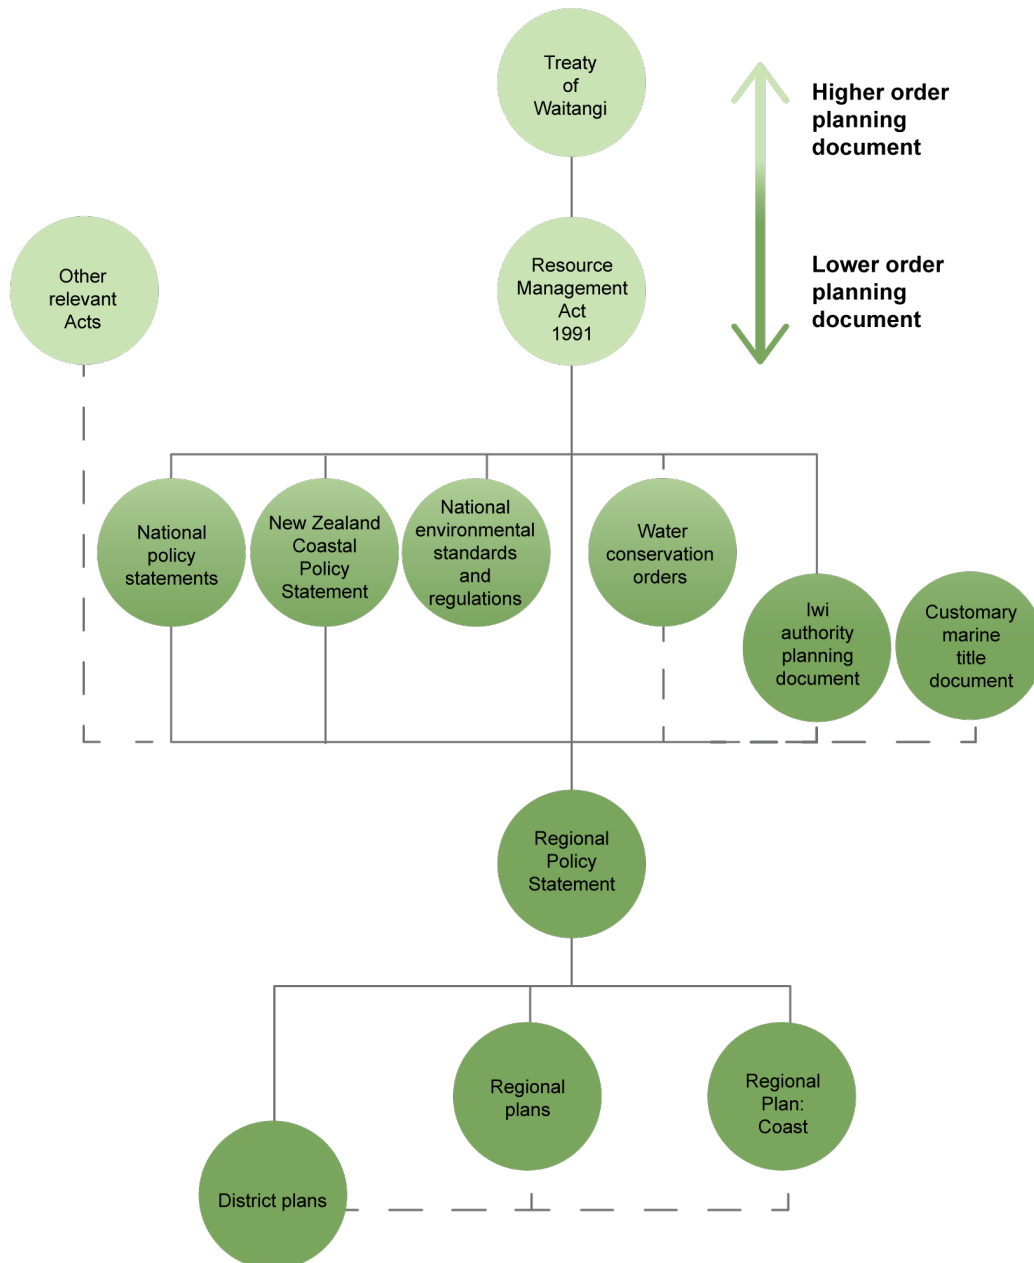 Treaty
of
Waitangi
Higher order
planning
document
Other
relevant
Acts
Resource
Management
Act
1991
Lower order
planning
document
National
policy
statements
New Zealand
Coastal
Policy
Statement
National
environmental
standards
and
regulations
Water
conservation
orders
Iwi
authority
planning
document
Customary
marine
title
document
Regional
Policy
Statement
District plans
Regional
plans
Regional
Plan:
Coast